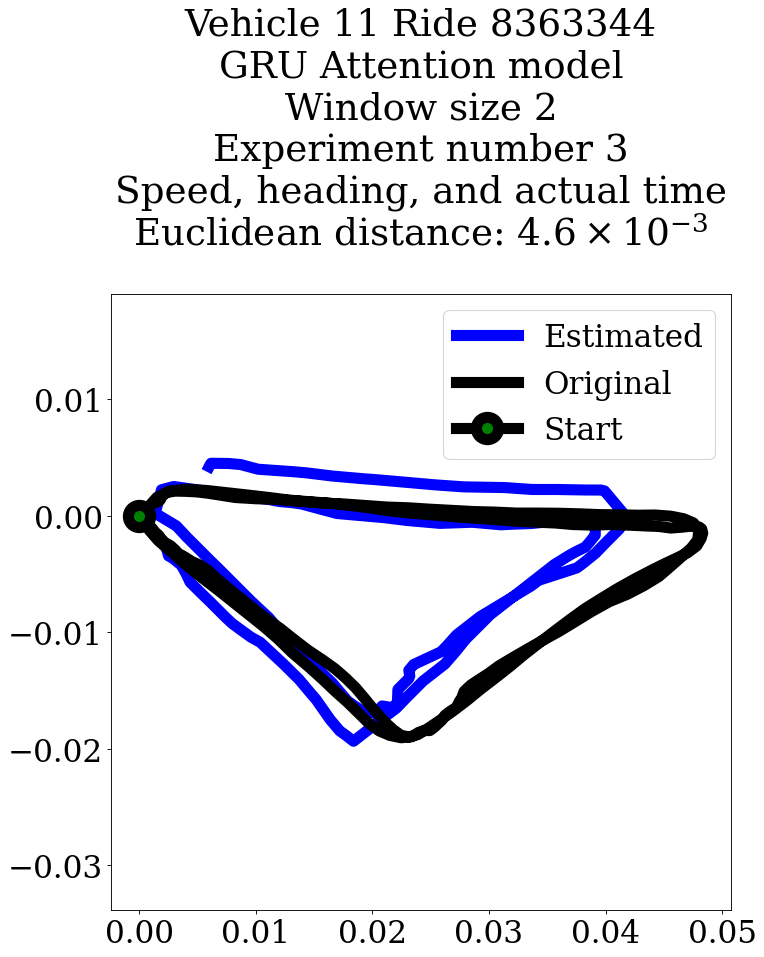 Vehicle 11 Ride 8363344
GRU Attention model
Window size 2
Experiment number 3
Speed, heading, and actual time
Euclidean distance: 4.6 × 10⁻³
Estimated
Original
Start
0.01
0.00
−0.01
−0.02
−0.03
0.00 0.01 0.02 0.03 0.04 0.05